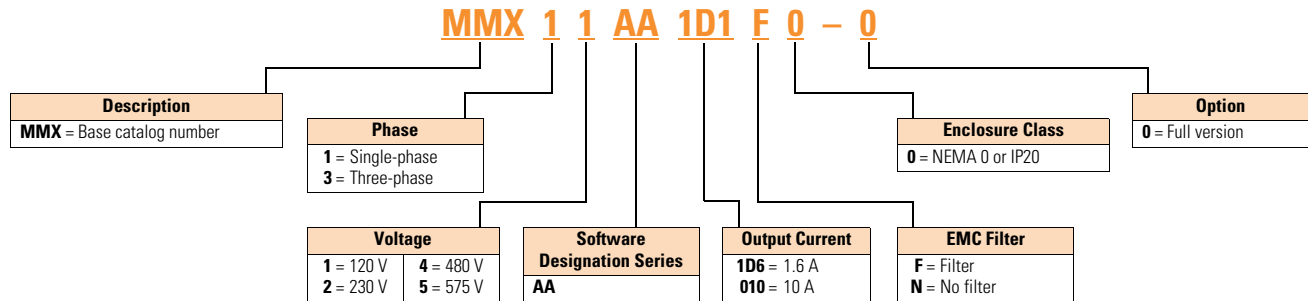 MMX 1 1 AA 1D1 F 0 – 0
Description
MMX = Base catalog number
Phase
1 = Single-phase
3 = Three-phase
Enclosure Class
0 = NEMA 0 or IP20
Option
0 = Full version
Voltage
1 = 120 V 4 = 480 V
2 = 230 V 5 = 575 V
Software
Designation Series
AA
Output Current
1D6 = 1.6 A
010 = 10 A
EMC Filter
F = Filter
N = No filter